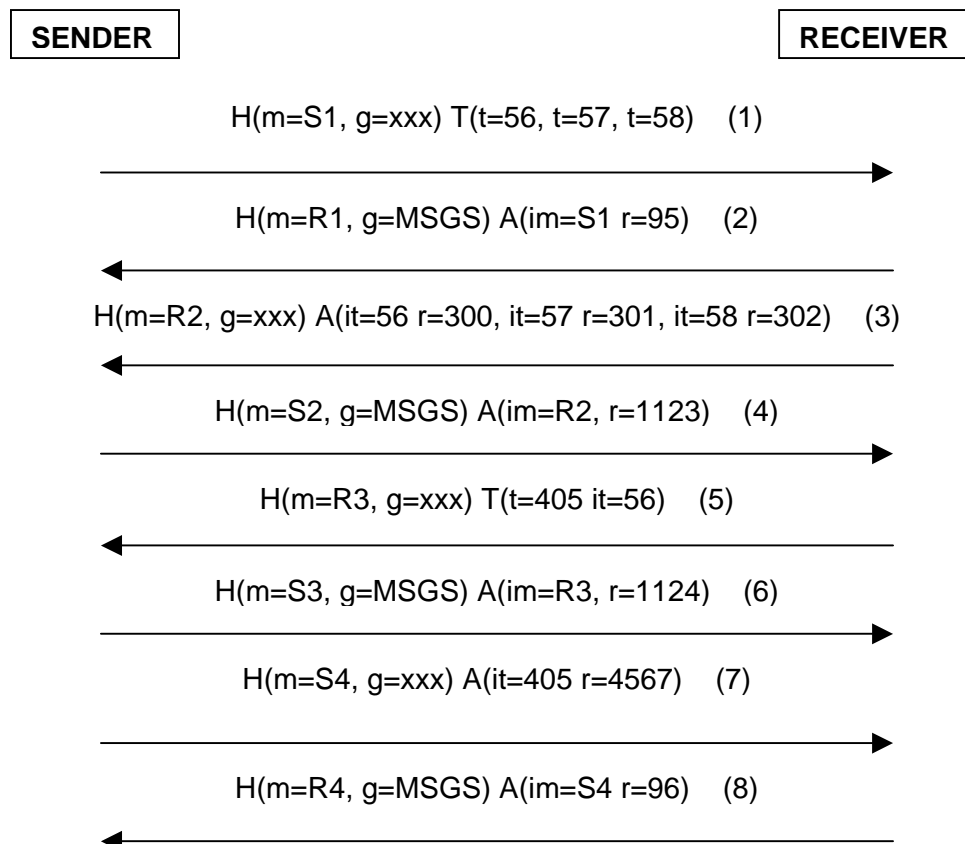 SENDER
RECEIVER
H(m=S1, g=xxx) T(t=56, t=57, t=58) (1)
H(m=R1, g=MSGS) A(im=S1 r=95) (2)
H(m=R2, g=xxx) A(it=56 r=300, it=57 r=301, it=58 r=302) (3)
H(m=S2, g=MSGS) A(im=R2, r=1123) (4)
H(m=R3, g=xxx) T(t=405 it=56) (5)
H(m=S3, g=MSGS) A(im=R3, r=1124) (6)
H(m=S4, g=xxx) A(it=405 r=4567) (7)
H(m=R4, g=MSGS) A(im=S4 r=96) (8)